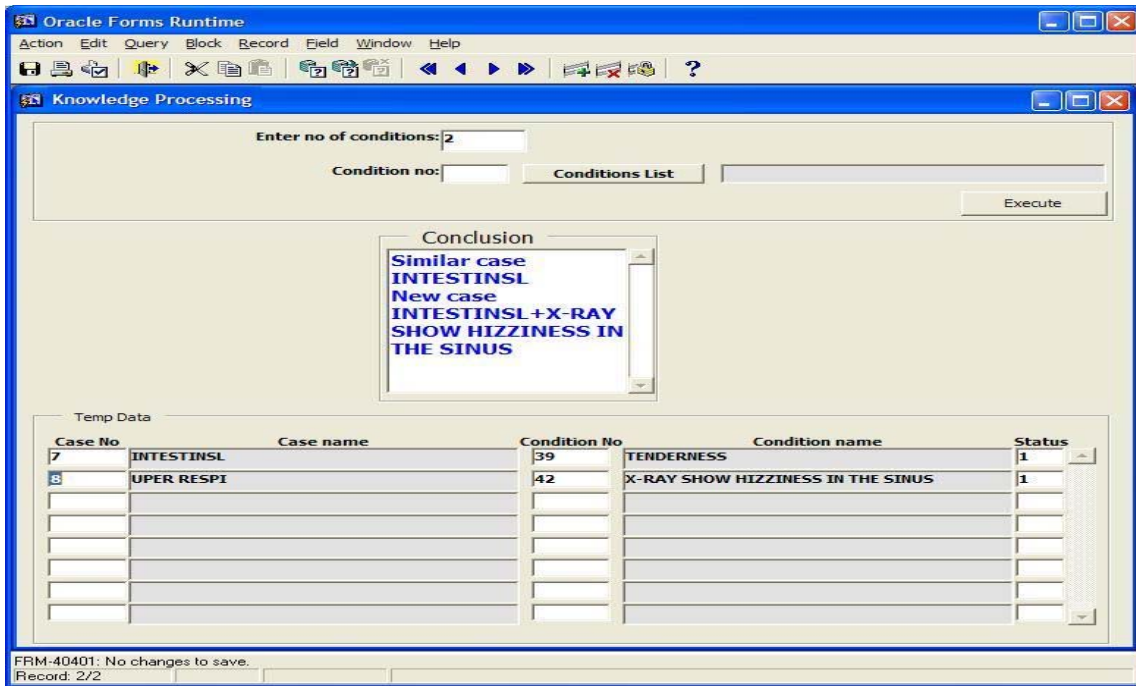 Oracle Forms Runtime
Action Edit Query Block Record Field Window Help
Knowledge Processing
Enter no of conditions: 2
Condition no: Conditions List
Execute
Conclusion
Similar case
INTESTINSL
New case
INTESTINSL+X-RAY
SHOW HIZZINESS IN
THE SINUS
Temp Data
Case No Case name Condition No Condition name Status
7 INTESTINSL 39 TENDERNESS 1
8 UPER RESPI 42 X-RAY SHOW HIZZINESS IN THE SINUS 1
FRM-40401: No changes to save.
Record: 2/2